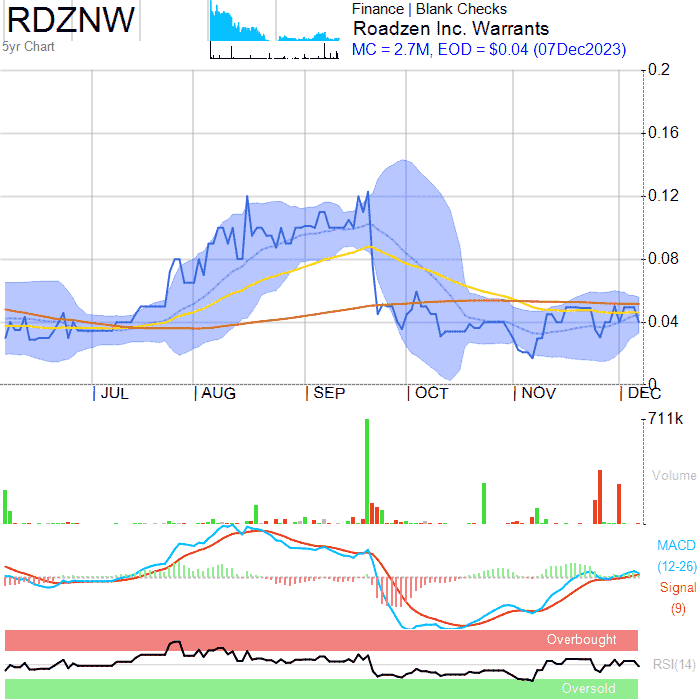 RDZNW
5yr Chart
Finance | Blank Checks
Roadzen Inc. Warrants
MC = 2.7M, EOD = $0.04 (07Dec2023)
0.2
0.16
0.12
0.08
0.04
0
JUL AUG SEP OCT NOV DEC
711k
Volume
MACD
(12-26)
Signal
(9)
Overbought
RSI(14)
Oversold